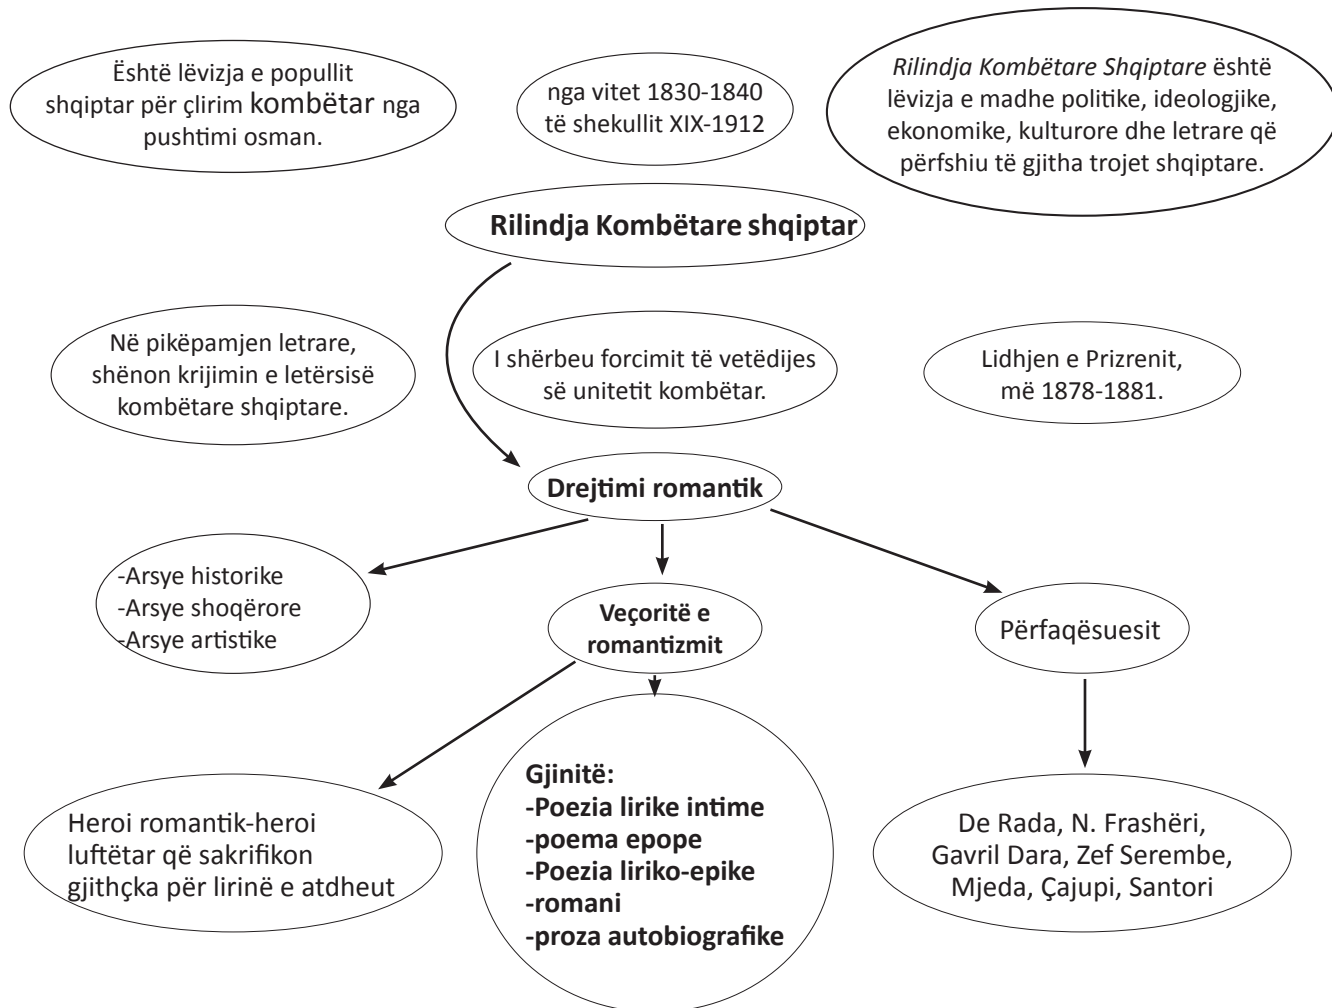 Është lëvizja e popullit
shqiptar për çlirim kombëtar nga
pushtimi osman.
nga vitet 1830-1840
të shekullit XIX-1912
Rilindja Kombëtare Shqiptare është
lëvizja e madhe politike, ideologjike,
ekonomike, kulturore dhe letrare që
përfshiu të gjitha trojet shqiptare.
Rilindja Kombëtare shqiptar
Në pikëpamjen letrare,
shënon krijimin e letërsisë
kombëtare shqiptare.
I shërbeu forcimit të vetëdijes
së unitetit kombëtar.
Lidhjen e Prizrenit,
më 1878-1881.
Drejtimi romantik
-Arsye historike
-Arsye shoqërore
-Arsye artistike
Veçoritë e
romantizmit
Përfaqësuesit
Heroi romantik-heroi
luftëtar që sakrifikon
gjithçka për lirinë e atdheut
Gjinitë:
-Poezia lirike intime
-poema epope
-Poezia liriko-epike
-romani
-proza autobiografike
De Rada, N. Frashëri,
Gavril Dara, Zef Serembe,
Mjeda, Çajupi, Santori